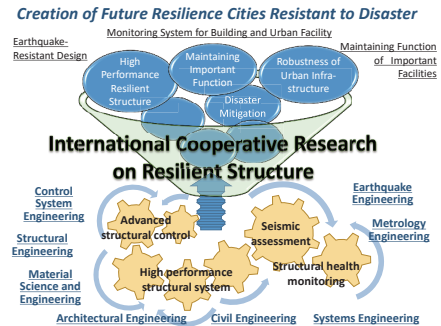 Creation of Future Resilience Cities Resistant to Disaster
Monitoring System for Building and Urban Facility
Earthquake-
Resistant Design
Maintaining Function
of Important
Facilities
High
Performance
Resilient
Structure
Maintaining
Important
Function
Robustness of
Urban Infra-
structure
Disaster
Mitigation
International Cooperative Research
on Resilient Structure
Control
System
Engineering
Structural
Engineering
Material
Science and
Engineering
Advanced
structural control
High performance
structural system
Seismic
assessment
Structural health
monitoring
Earthquake
Engineering
Metrology
Engineering
Architectural Engineering
Civil Engineering
Systems Engineering